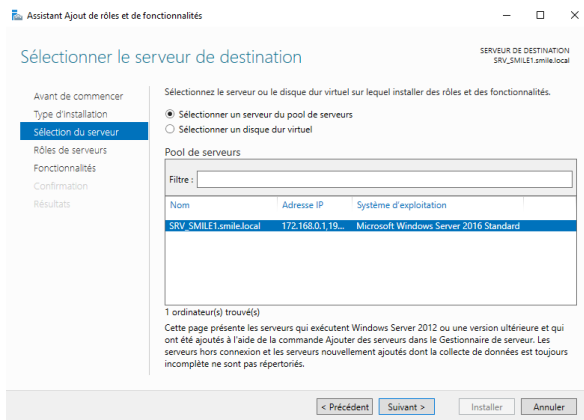 Assistant Ajout de rôles et de fonctionnalités
Sélectionner le serveur de destination
SERVEUR DE DESTINATION
SRV_SMILE1.smile.local
Avant de commencer
Type d'installation
Sélection du serveur
Rôles de serveurs
Fonctionnalités
Confirmation
Résultats
Sélectionnez le serveur ou le disque dur virtuel sur lequel installer des rôles et des fonctionnalités.
Sélectionner un serveur du pool de serveurs
Sélectionner un disque dur virtuel
Pool de serveurs
Filtre :
Nom Adresse IP Système d'exploitation
SRV_SMILE1.smile.local 172.168.0.1,19... Microsoft Windows Server 2016 Standard
1 ordinateur(s) trouvé(s)
Cette page présente les serveurs qui exécutent Windows Server 2012 ou une version ultérieure et qui
ont été ajoutés à l'aide de la commande Ajouter des serveurs dans le Gestionnaire de serveur. Les
serveurs hors connexion et les serveurs nouvellement ajoutés dont la collecte de données est toujours
incomplète ne sont pas répertoriés.
< Précédent Suivant > Installer Annuler